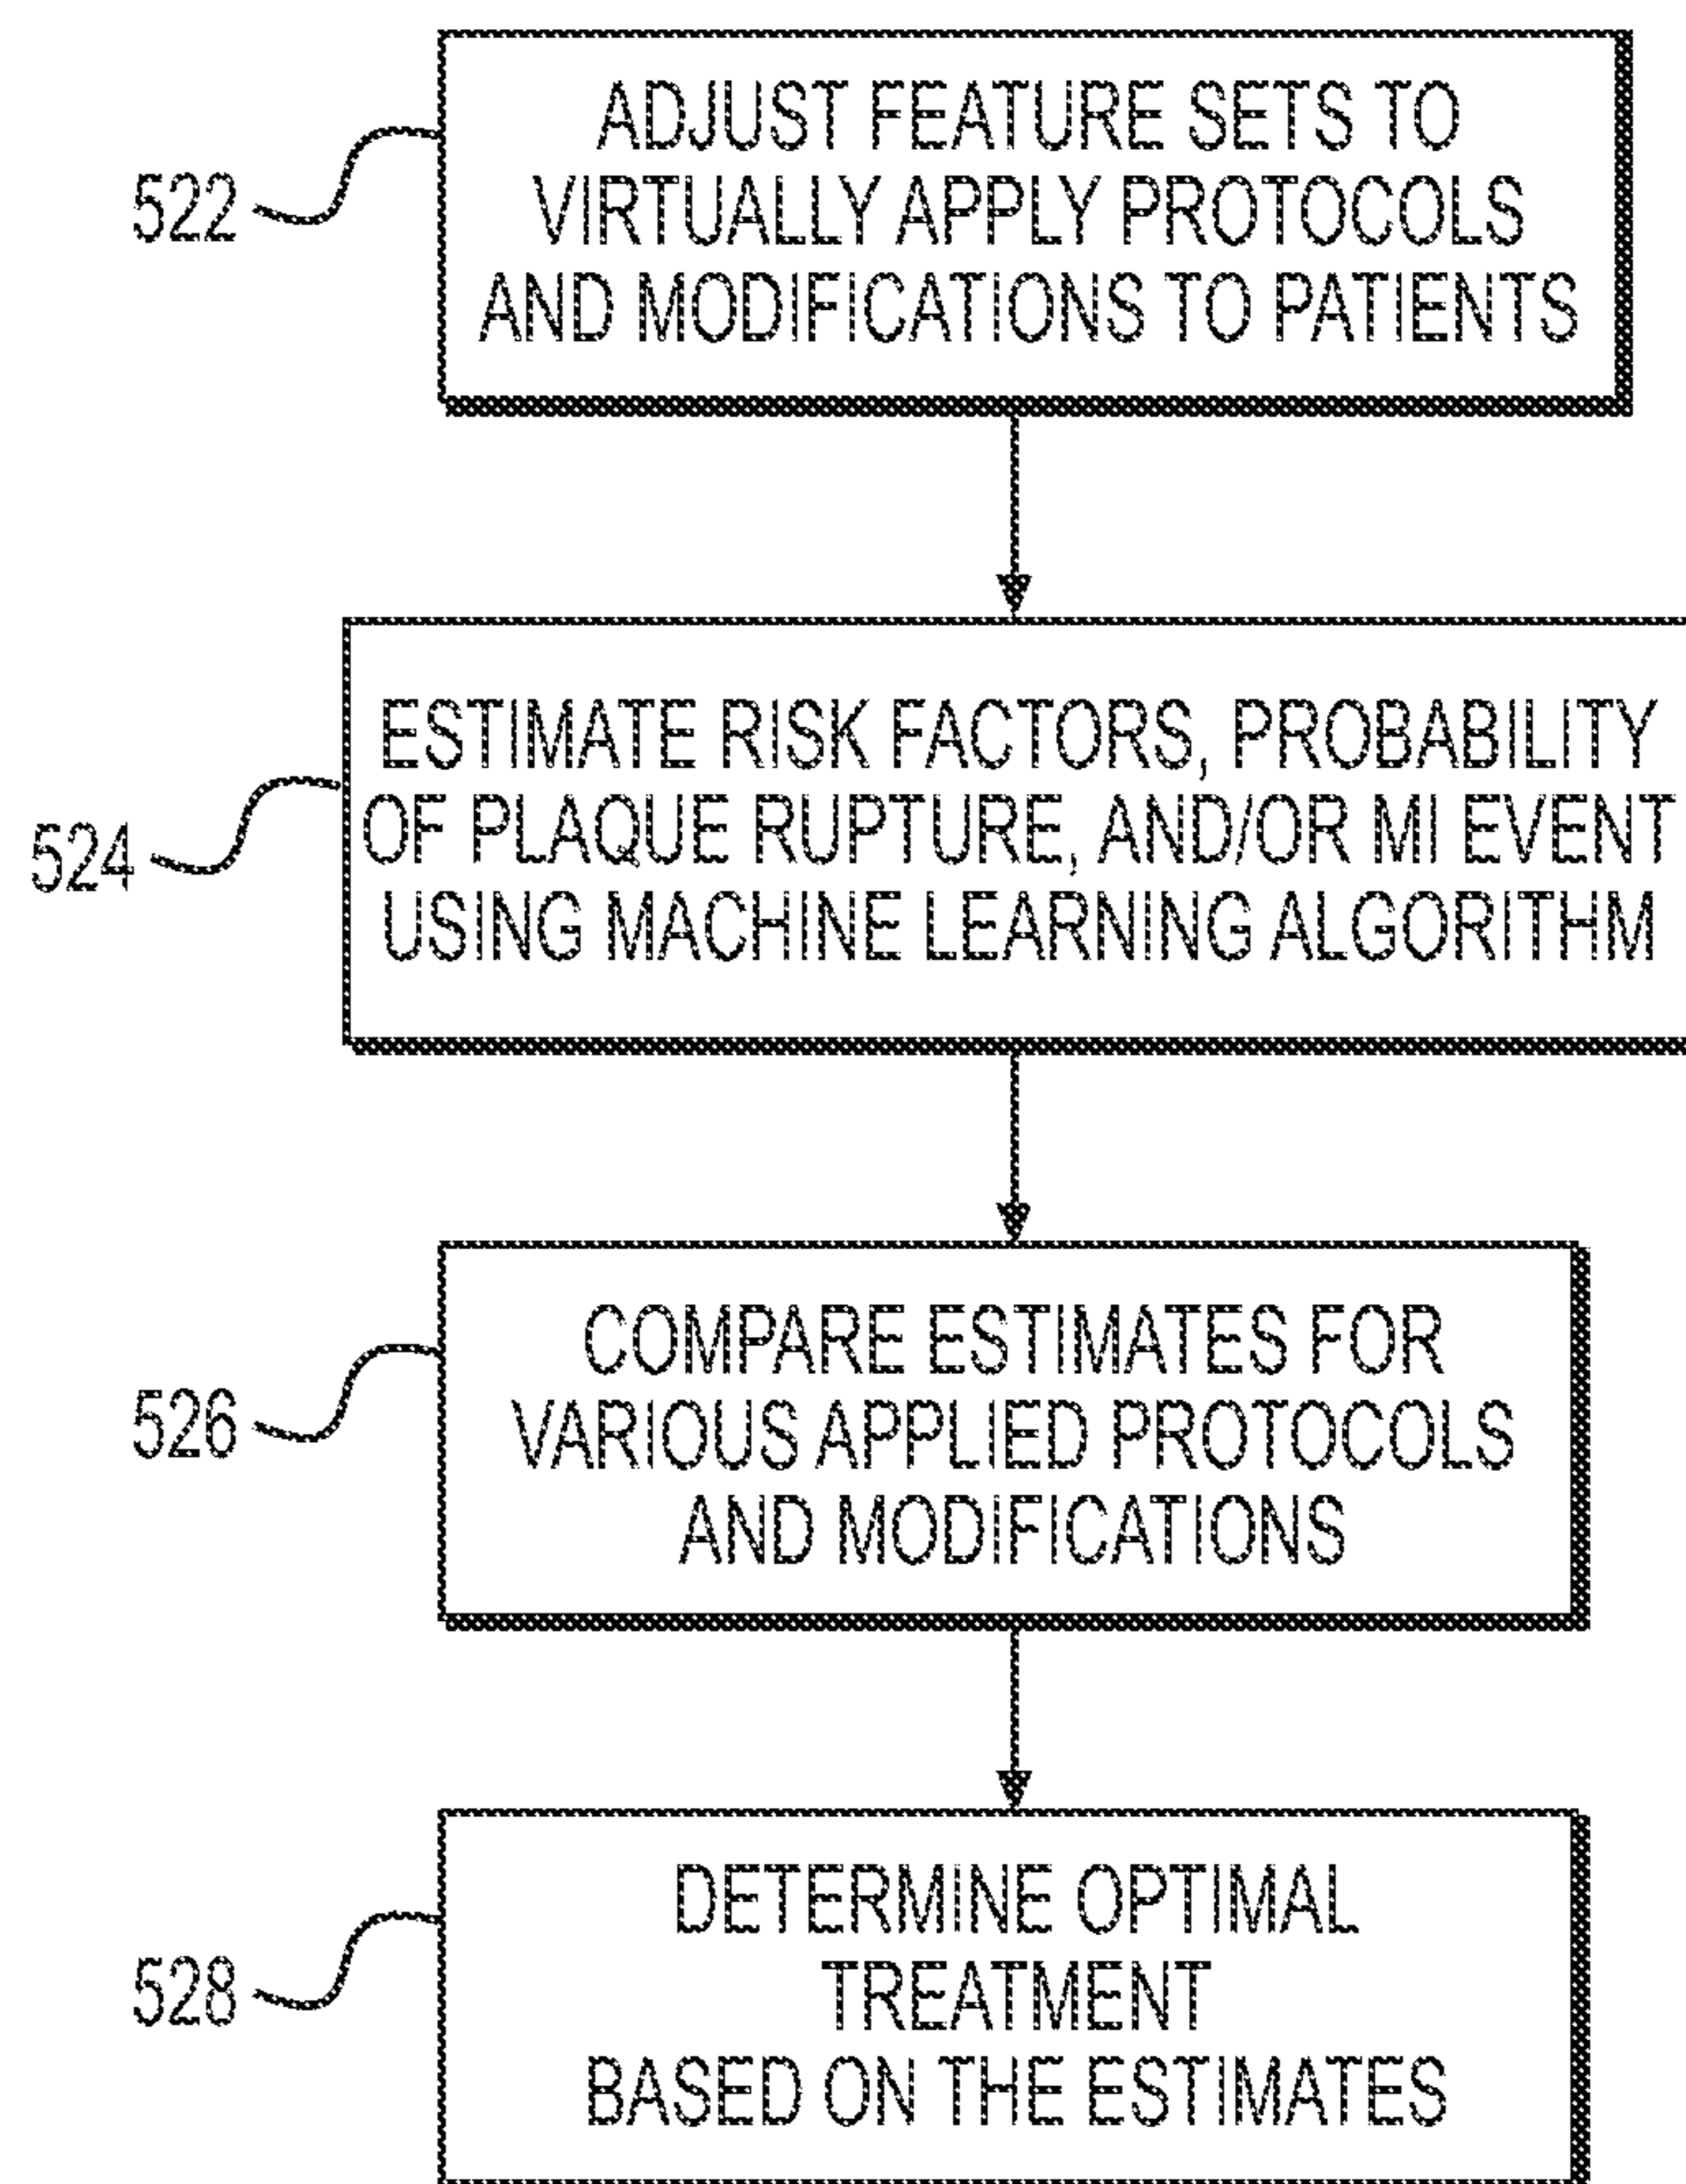 522
ADJUST FEATURE SETS TO
VIRTUALLY APPLY PROTOCOLS
AND MODIFICATIONS TO PATIENTS
524
ESTIMATE RISK FACTORS, PROBABILITY
OF PLAQUE RUPTURE, AND/OR MI EVENT
USING MACHINE LEARNING ALGORITHM
526
COMPARE ESTIMATES FOR
VARIOUS APPLIED PROTOCOLS
AND MODIFICATIONS
528
DETERMINE OPTIMAL
TREATMENT
BASED ON THE ESTIMATES